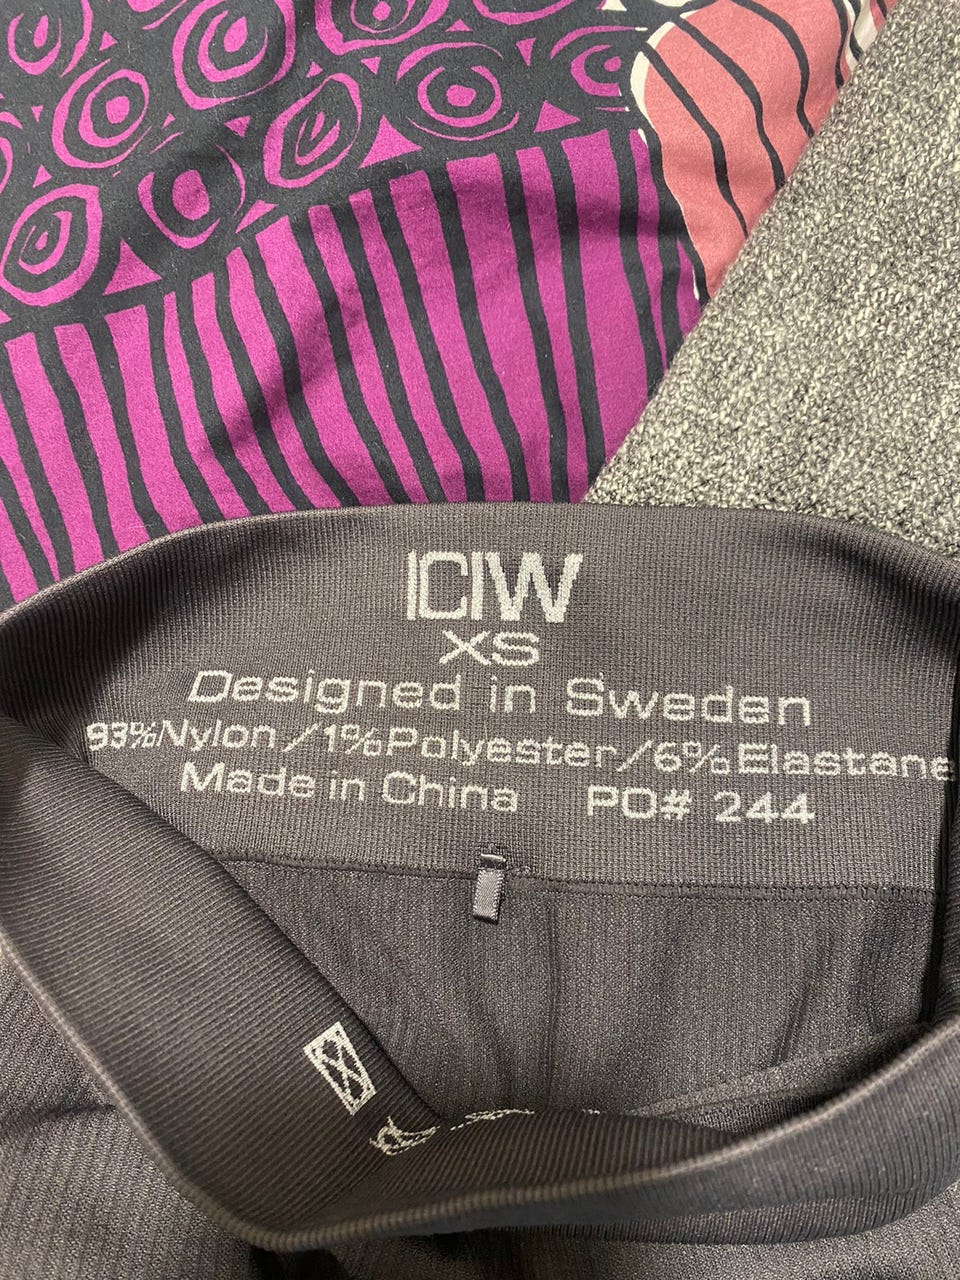 ICIW
XS
Designed in Sweden
93%Nylon/1%Polyester/6%Elastane
Made in China PO# 244